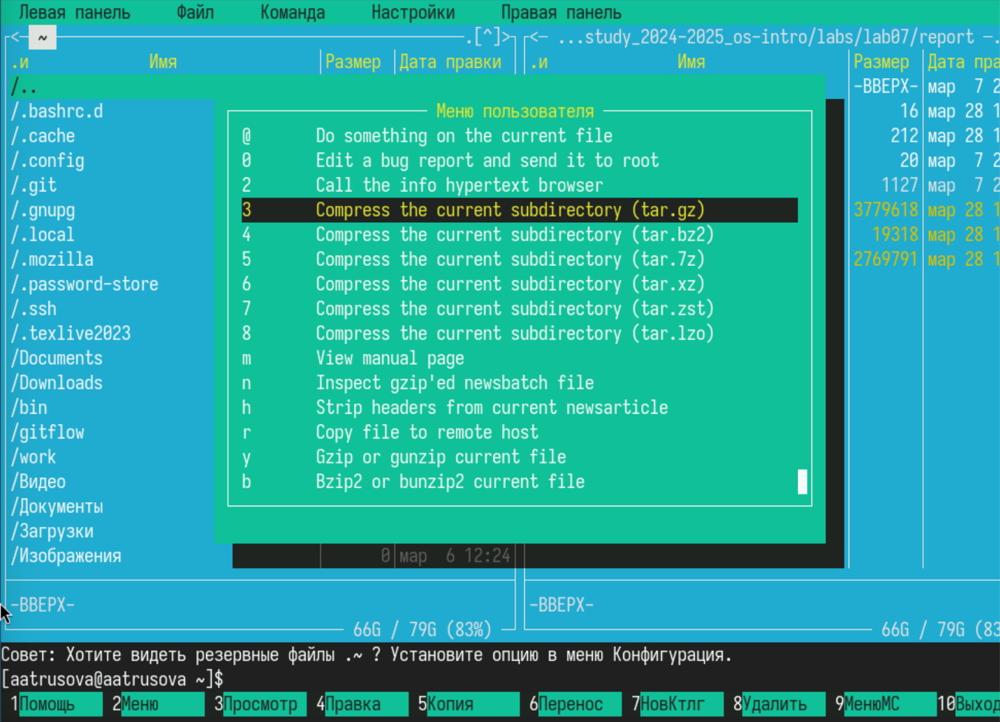 Левая панель Файл Команда Настройки Правая панель
<- ~ .[^]> <- ...study_2024-2025_os-intro/labs/lab07/report -.
.и Имя Размер Дата правки .и Имя Размер Дата пра
/.. -ВВЕРХ- мар 7 2
/.bashrc.d Меню пользователя 16 мар 28 1
/.cache @ Do something on the current file 212 мар 28 1
/.config 0 Edit a bug report and send it to root 20 мар 7 2
/.git 2 Call the info hypertext browser 1127 мар 7 2
/.gnupg 3 Compress the current subdirectory (tar.gz) 3779618 мар 28 1
/.local 4 Compress the current subdirectory (tar.bz2) 19318 мар 28 1
/.mozilla 5 Compress the current subdirectory (tar.7z) 2769791 мар 28 1
/.password-store 6 Compress the current subdirectory (tar.xz)
/.ssh 7 Compress the current subdirectory (tar.zst)
/.texlive2023 8 Compress the current subdirectory (tar.lzo)
/Documents m View manual page
/Downloads n Inspect gzip'ed newsbatch file
/bin h Strip headers from current newsarticle
/gitflow r Copy file to remote host
/work y Gzip or gunzip current file
/Видео b Bzip2 or bunzip2 current file
/Документы
/Загрузки
/Изображения 0 мар 6 12:24
-ВВЕРХ- -ВВЕРХ-
66G / 79G (83%) 66G / 79G (83
Совет: Хотите видеть резервные файлы .~ ? Установите опцию в меню Конфигурация.
[aatrusova@aatrusova ~]$
1Помощь 2Меню 3Просмотр 4Правка 5Копия 6Перенос 7НовКтлг 8Удалить 9МенюМС 10Выход